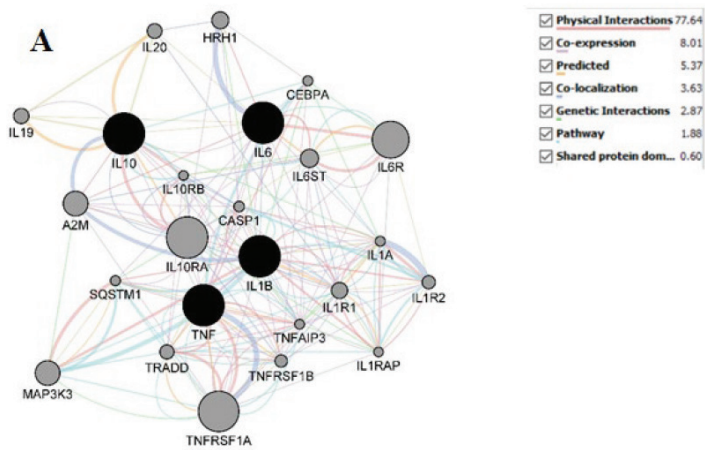 A
HRH1
IL20
CEBPA
IL19
IL10
IL6
IL6R
IL6ST
IL10RB
A2M
CASP1
IL10RA
IL1A
IL1B
SQSTM1
IL1R1
IL1R2
TNF
TNFAIP3
TRADD
TNFRSF1B
IL1RAP
MAP3K3
TNFRSF1A
Physical Interactions 77.64
Co-expression 8.01
Predicted 5.37
Co-localization 3.63
Genetic Interactions 2.87
Pathway 1.88
Shared protein dom... 0.60